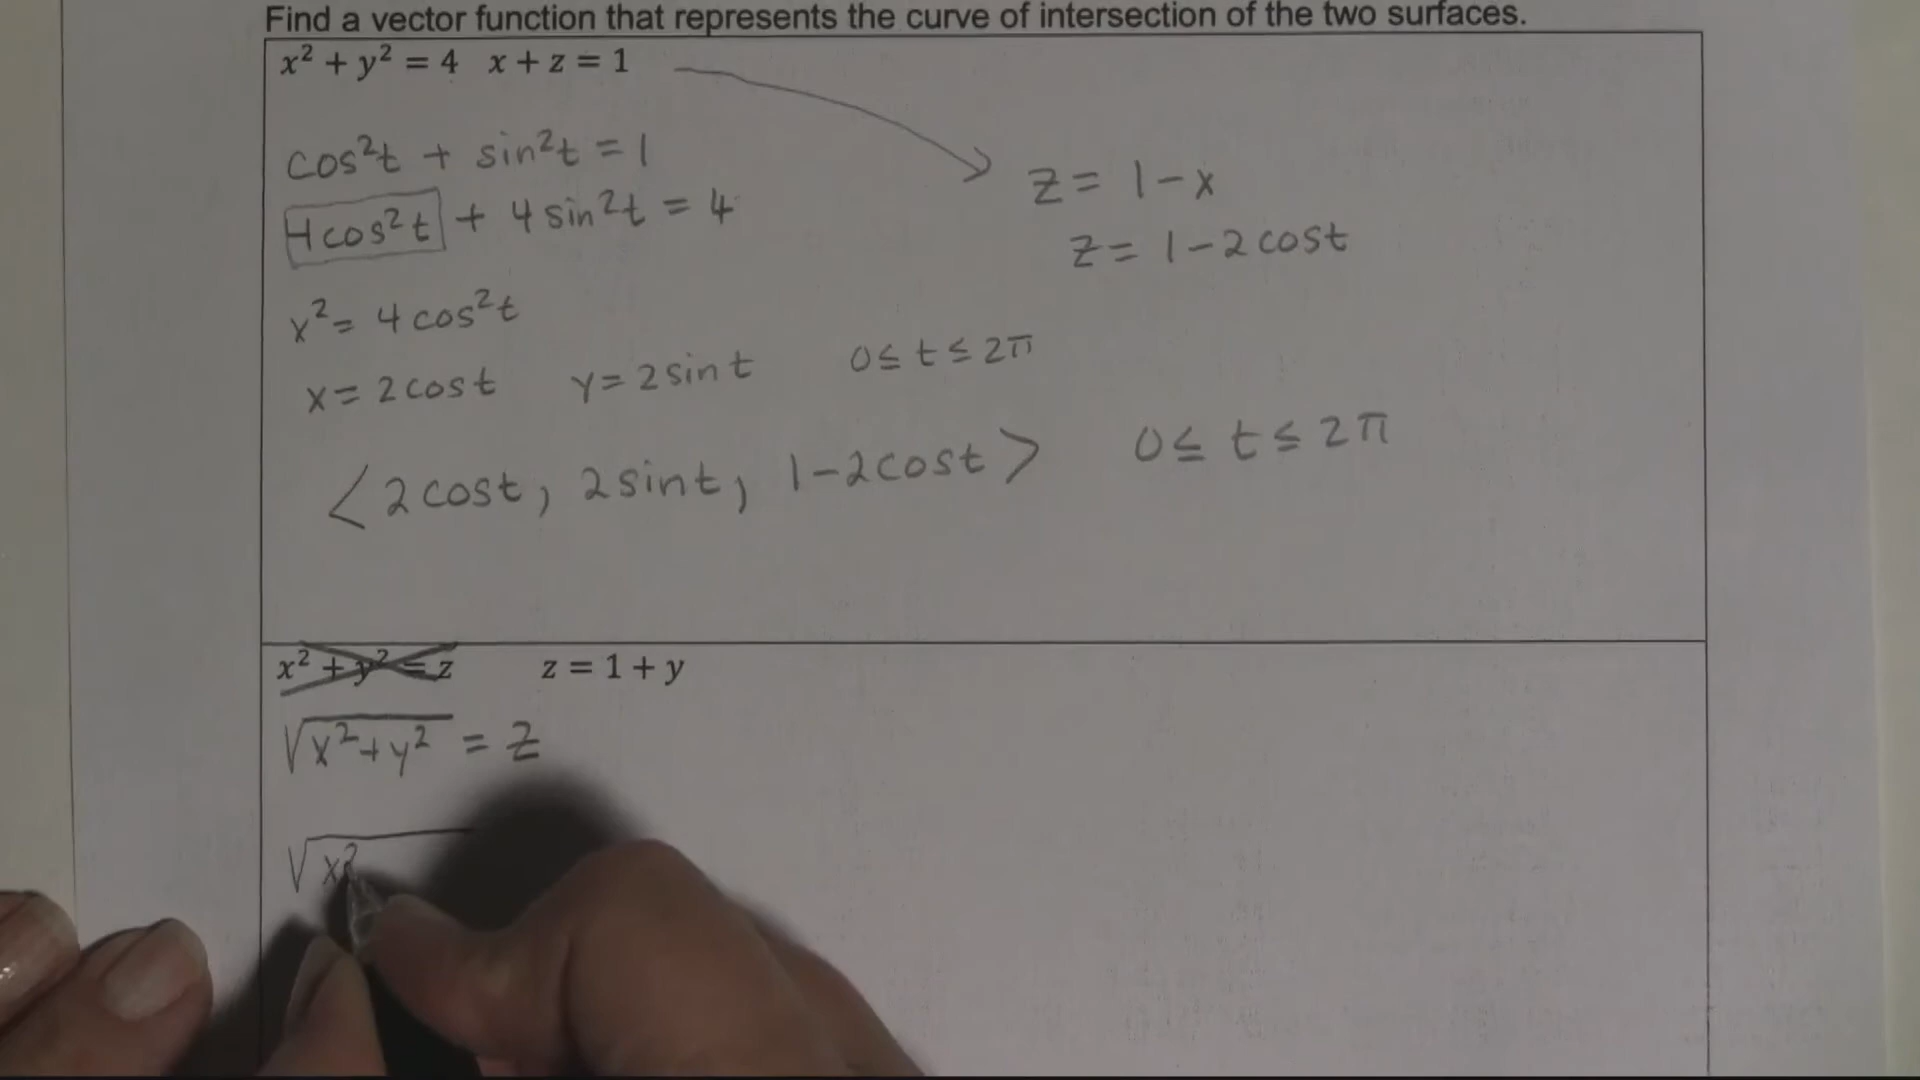 Find a vector function that represents the curve of intersection of the two surfaces.
x² + y² = 4 x + z = 1
cos²t + sin²t = 1
4cos²t + 4sin²t = 4
z = 1 - x
z = 1 - 2cost
x² = 4cos²t
x = 2cost y = 2sint 0 ≤ t ≤ 2π
<2cost, 2sint, 1-2cost> 0 ≤ t ≤ 2π
x² + y² = z z = 1 + y
√x²+y² = z
√x²